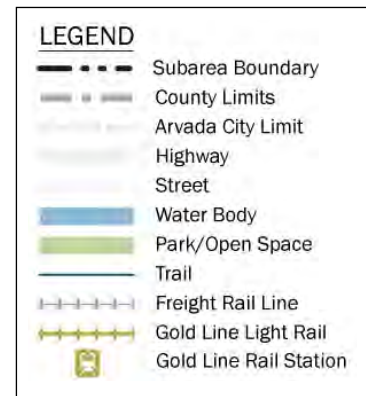 LEGEND
Subarea Boundary
County Limits
Arvada City Limit
Highway
Street
Water Body
Park/Open Space
Trail
Freight Rail Line
Gold Line Light Rail
Gold Line Rail Station